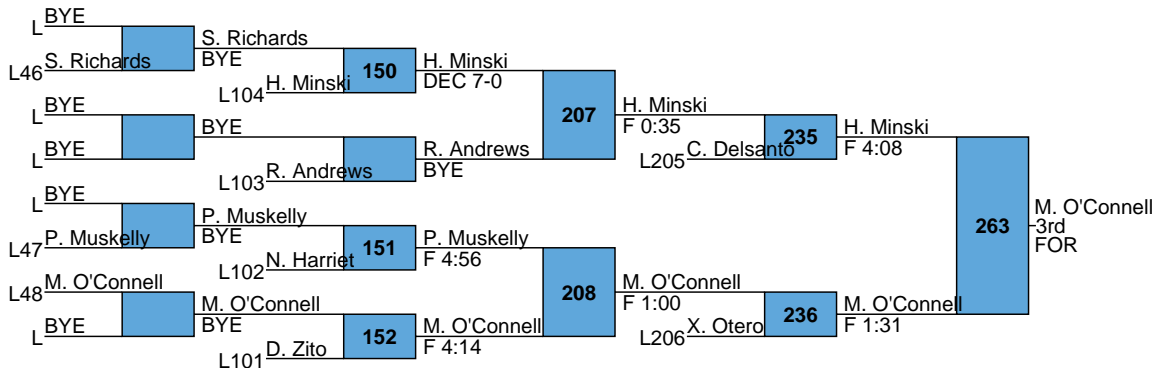 L BYE
S. Richards
L46 S. Richards
BYE
150
H. Minski
L104 H. Minski
DEC 7-0
L BYE
207
H. Minski
BYE
F 0:35
L BYE
R. Andrews
235
H. Minski
L103 R. Andrews
BYE
L205 C. Delsanto
F 4:08
L BYE
P. Muskelly
L47 P. Muskelly
BYE
151
P. Muskelly
L102 N. Harriet
F 4:56
263
M. O'Connell
3rd
FOR
L48 M. O'Connell
208
M. O'Connell
M. O'Connell
F 1:00
L BYE
BYE
152
M. O'Connell
236
M. O'Connell
L101 D. Zito
F 4:14
L206 X. Otero
F 1:31